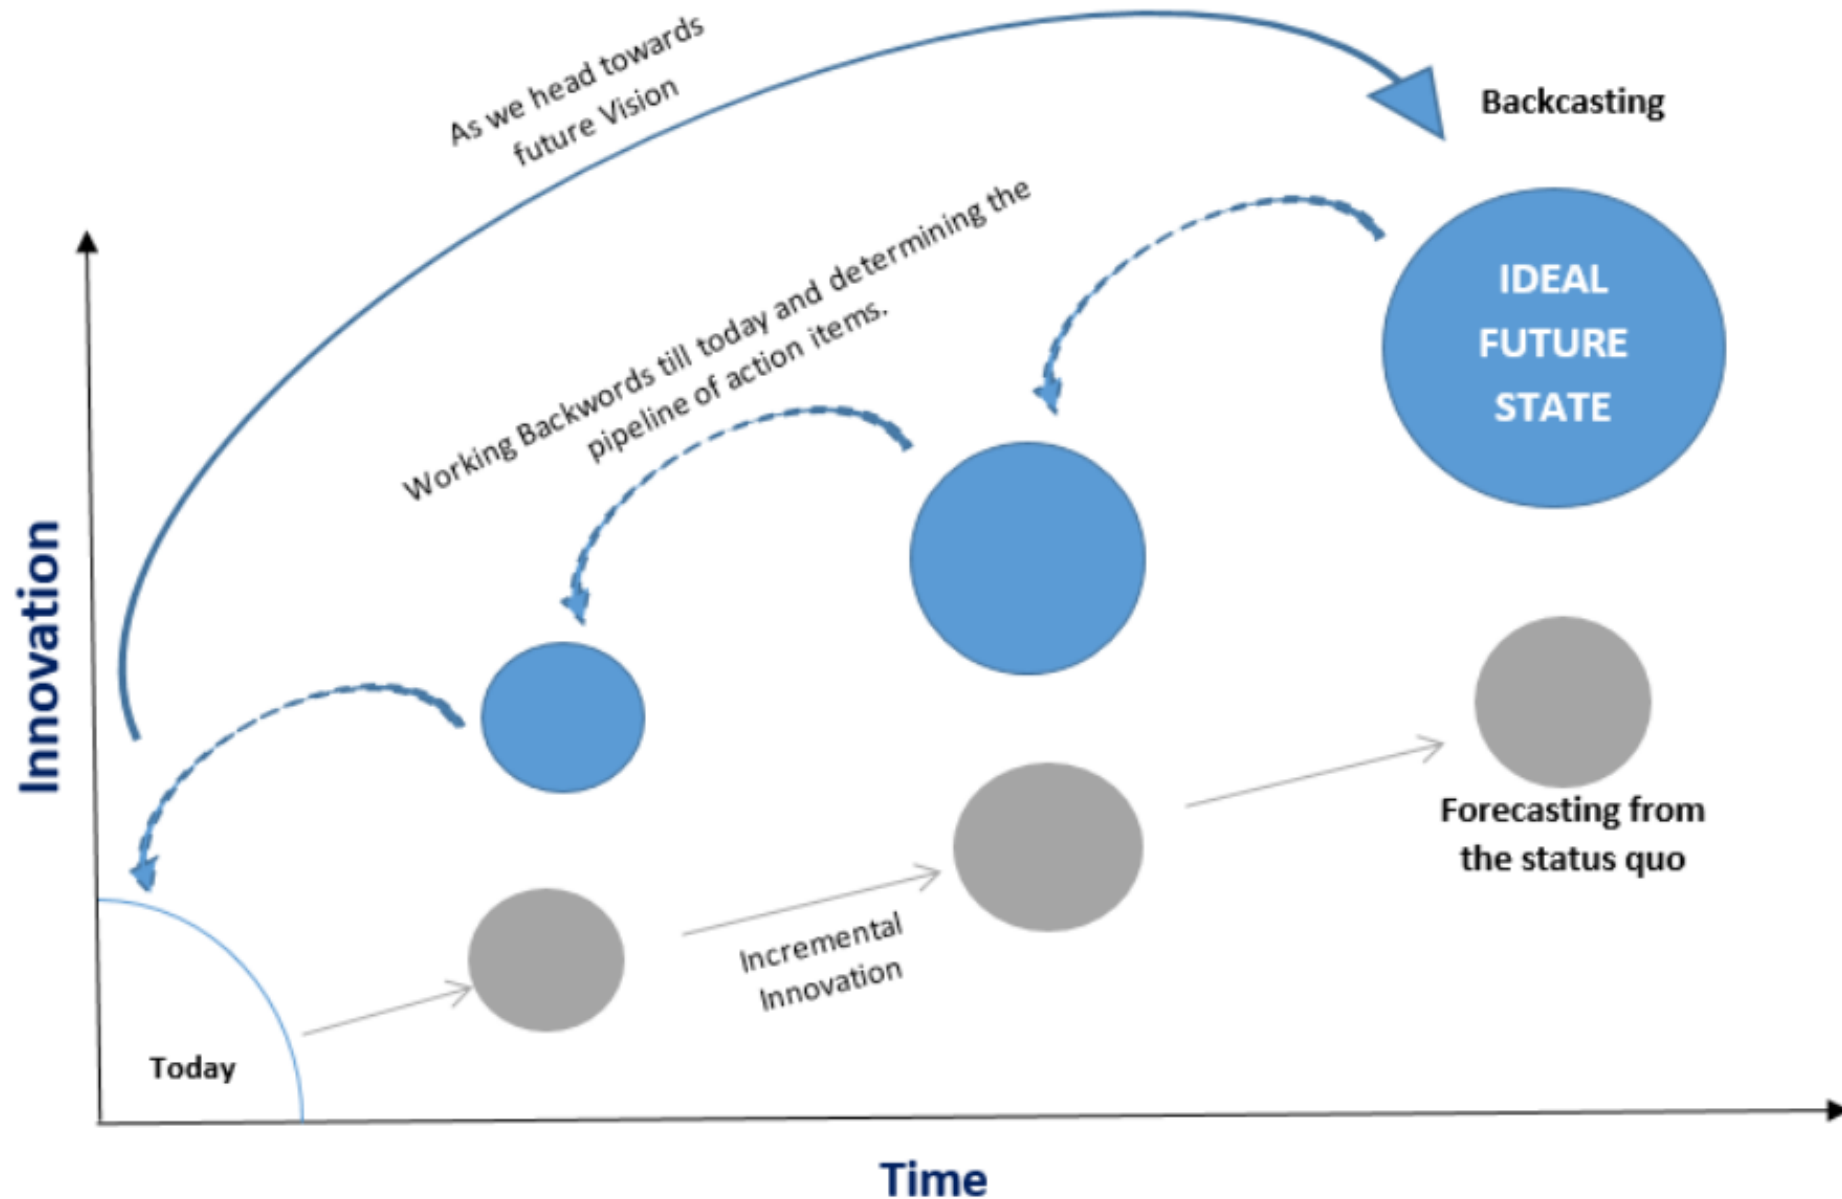 As we head towards
future Vision
Backcasting
Working Backwords till today and determining the
pipeline of action items.
IDEAL
FUTURE
STATE
Innovation
Forecasting from
the status quo
Incremental
Innovation
Today
Time